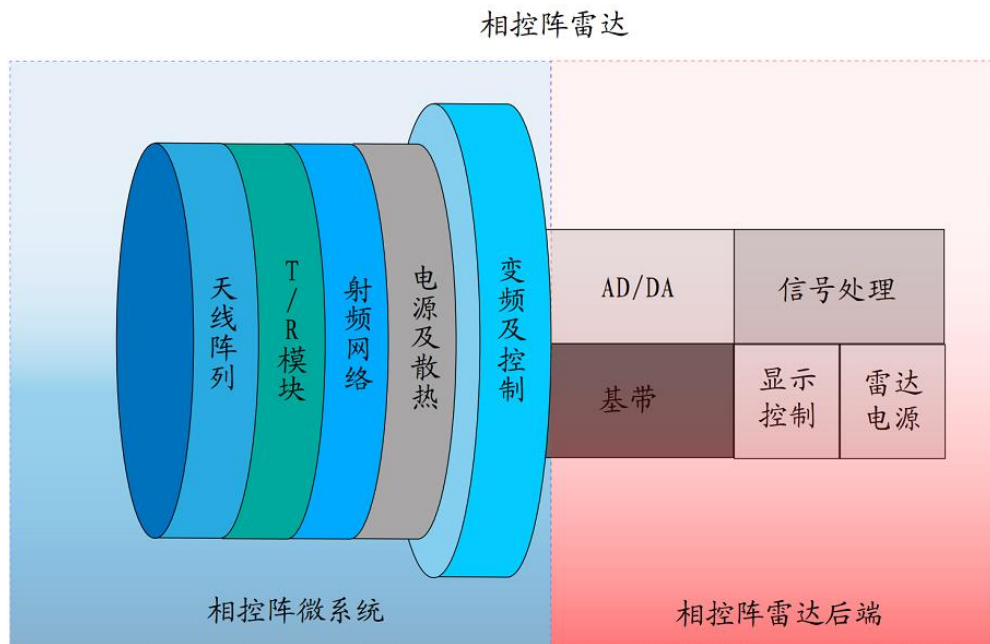 相控阵雷达
天线阵列
T/R模块
射频网络
电源及散热
变频及控制
AD/DA
信号处理
基带
显示
控制
雷达
电源
相控阵微系统
相控阵雷达后端